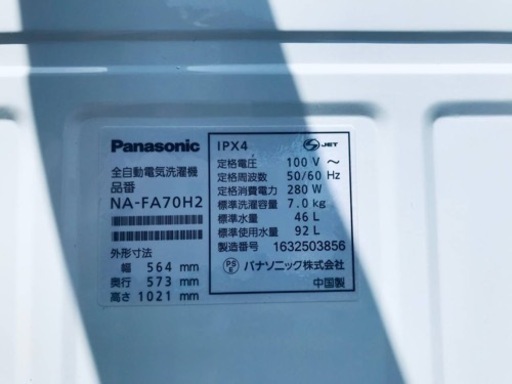 Panasonic
全自動電気洗濯機
品番
NA-FA70H2
外形寸法
幅 564 mm
奥行 573 mm
高さ 1021 mm
IPX4 JET
定格電圧 100 V ～
定格周波数 50/60 Hz
定格消費電力 280 W
標準洗濯容量 7.0 kg
標準水量 46 L
標準使用水量 92 L
製造番号 1632503856
PS E パナソニック株式会社
中国製